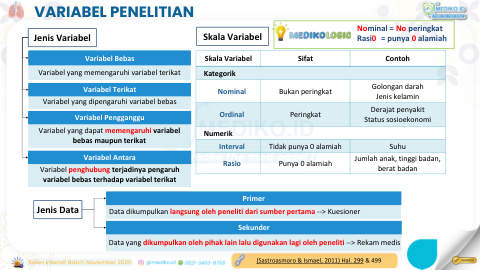 VARIABEL PENELITIAN
MEDIKO.ID
Jenis Variabel
Variabel Bebas
Variabel yang memengaruhi variabel terikat
Variabel Terikat
Variabel yang dipengaruhi variabel bebas
Variabel Pengganggu
Variabel yang dapat memengaruhi variabel
bebas maupun terikat
Variabel Antara
Variabel penghubung terjadinya pengaruh
variabel bebas terhadap variabel terikat
Skala Variabel
MEDIKOLOGIC
Nominal = No peringkat
Rasi0 = punya 0 alamiah
Skala Variabel Sifat Contoh
Kategorik
Nominal Bukan peringkat Golongan darah
Jenis kelamin
Ordinal Peringkat Derajat penyakit
Status sosioekonomi
Numerik
Interval Tidak punya 0 alamiah Suhu
Rasio Punya 0 alamiah Jumlah anak, tinggi badan,
berat badan
MEDIKO.ID
Jenis Data
Primer
Data dikumpulkan langsung oleh peneliti dari sumber pertama --> Kuesioner
Sekunder
Data yang dikumpulkan oleh pihak lain lalu digunakan lagi oleh peneliti --> Rekam medis
(Sastroasmoro & Ismael, 2011) Hal. 299 & 499